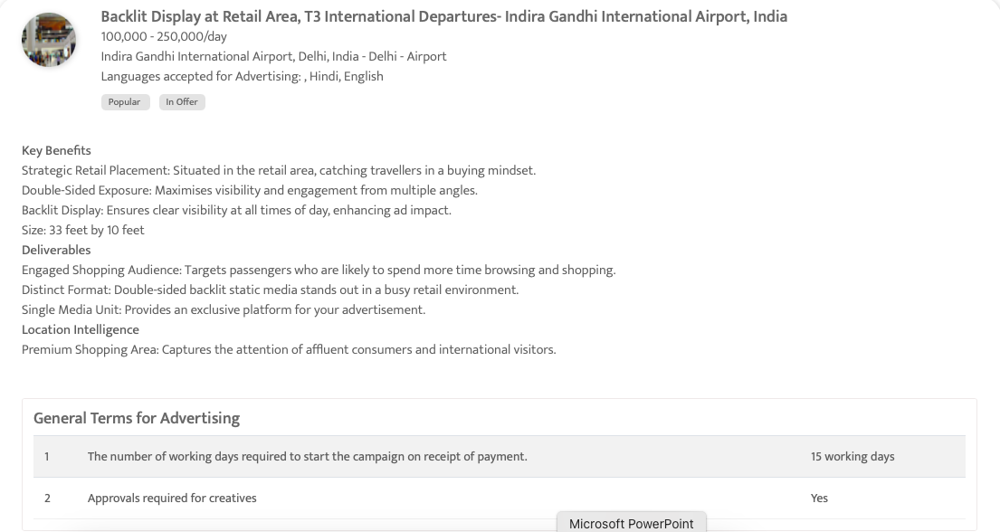 Backlit Display at Retail Area, T3 International Departures- Indira Gandhi International Airport, India
100,000 - 250,000/day
Indira Gandhi International Airport, Delhi, India - Delhi - Airport
Languages accepted for Advertising: , Hindi, English
Popular In Offer
Key Benefits
Strategic Retail Placement: Situated in the retail area, catching travellers in a buying mindset.
Double-Sided Exposure: Maximises visibility and engagement from multiple angles.
Backlit Display: Ensures clear visibility at all times of day, enhancing ad impact.
Size: 33 feet by 10 feet
Deliverables
Engaged Shopping Audience: Targets passengers who are likely to spend more time browsing and shopping.
Distinct Format: Double-sided backlit static media stands out in a busy retail environment.
Single Media Unit: Provides an exclusive platform for your advertisement.
Location Intelligence
Premium Shopping Area: Captures the attention of affluent consumers and international visitors.
General Terms for Advertising
1 The number of working days required to start the campaign on receipt of payment. 15 working days
2 Approvals required for creatives Yes
Microsoft PowerPoint